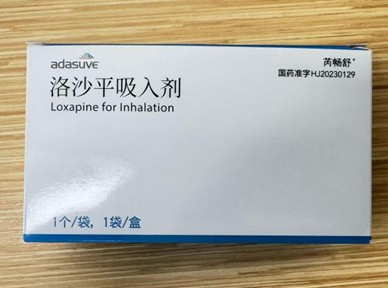 adasuve
芮畅舒*
国药准字HJ20230129
洛沙平吸入剂
Loxapine for Inhalation
1个/袋，1袋/盒